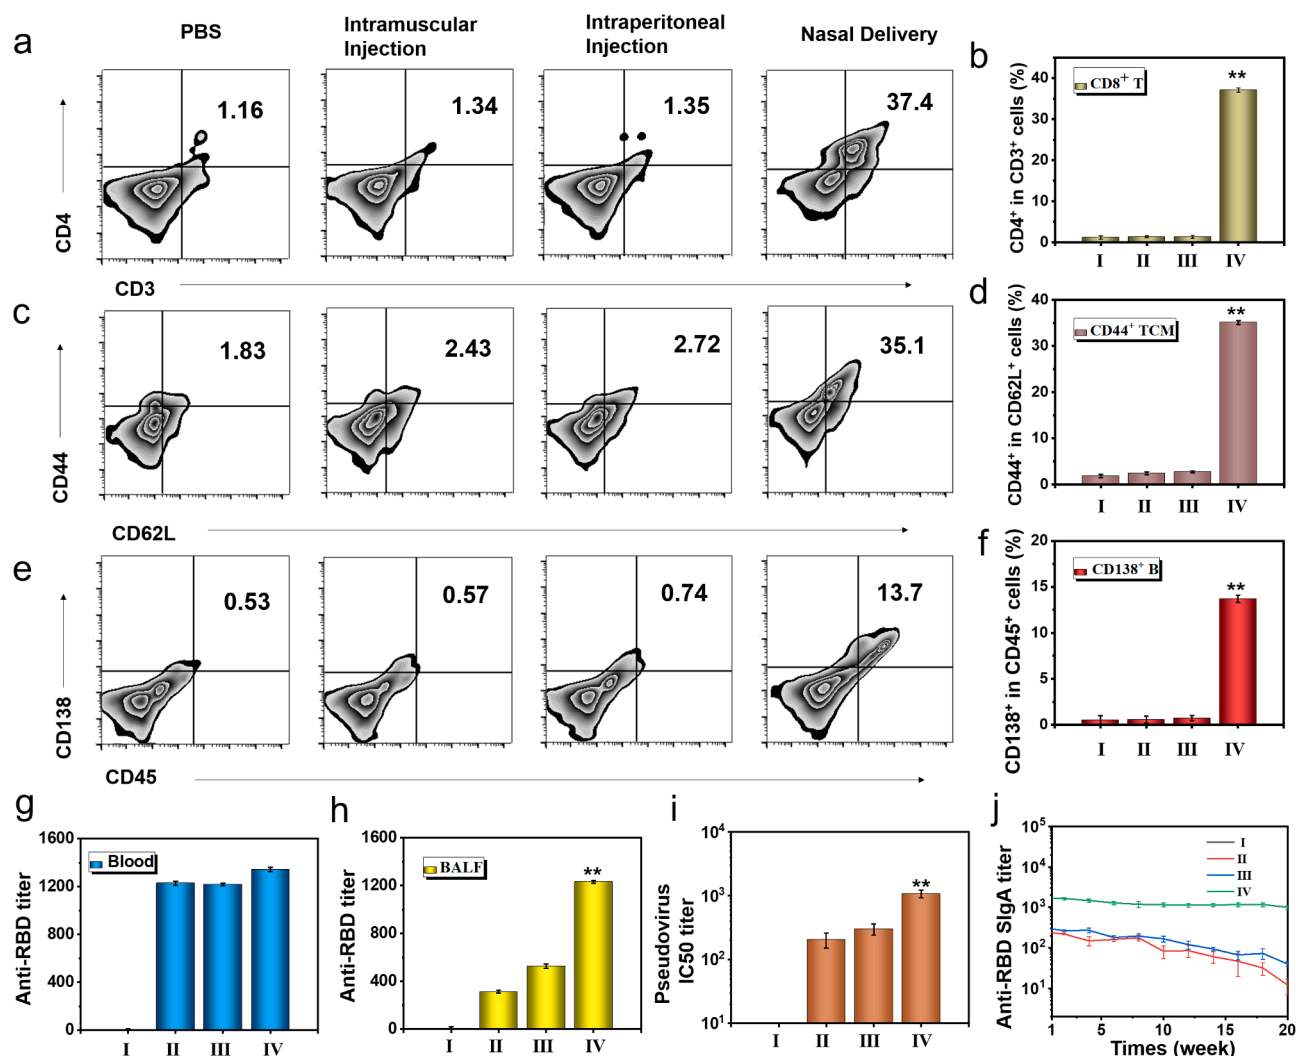 a
PBS
Intramuscular
Injection
Intraperitoneal
Injection
Nasal Delivery
1.16
1.34
1.35
37.4
CD4
CD3
b
CD8+ T
**
CD4+ in CD3+ cells (%)
40
30
20
10
0
I II III IV
c
1.83
2.43
2.72
35.1
CD44
CD62L
d
CD44+ TCM
**
CD44+ in CD62L+ cells (%)
40
30
20
10
0
I II III IV
e
0.53
0.57
0.74
13.7
CD138
CD45
f
CD138+ B
**
CD138+ in CD45+ cells (%)
20
15
10
5
0
I II III IV
g
Blood
Anti-RBD titer
1600
1200
800
400
0
I II III IV
h
BALF
**
Anti-RBD titer
1600
1200
800
400
0
I II III IV
i
**
Pseudovirus
IC50 titer
10^4
10^3
10^2
10^1
I II III IV
j
I
II
III
IV
Anti-RBD SIgA titer
10^5
10^4
10^3
10^2
10^1
1 5 10 15 20
Times (week)